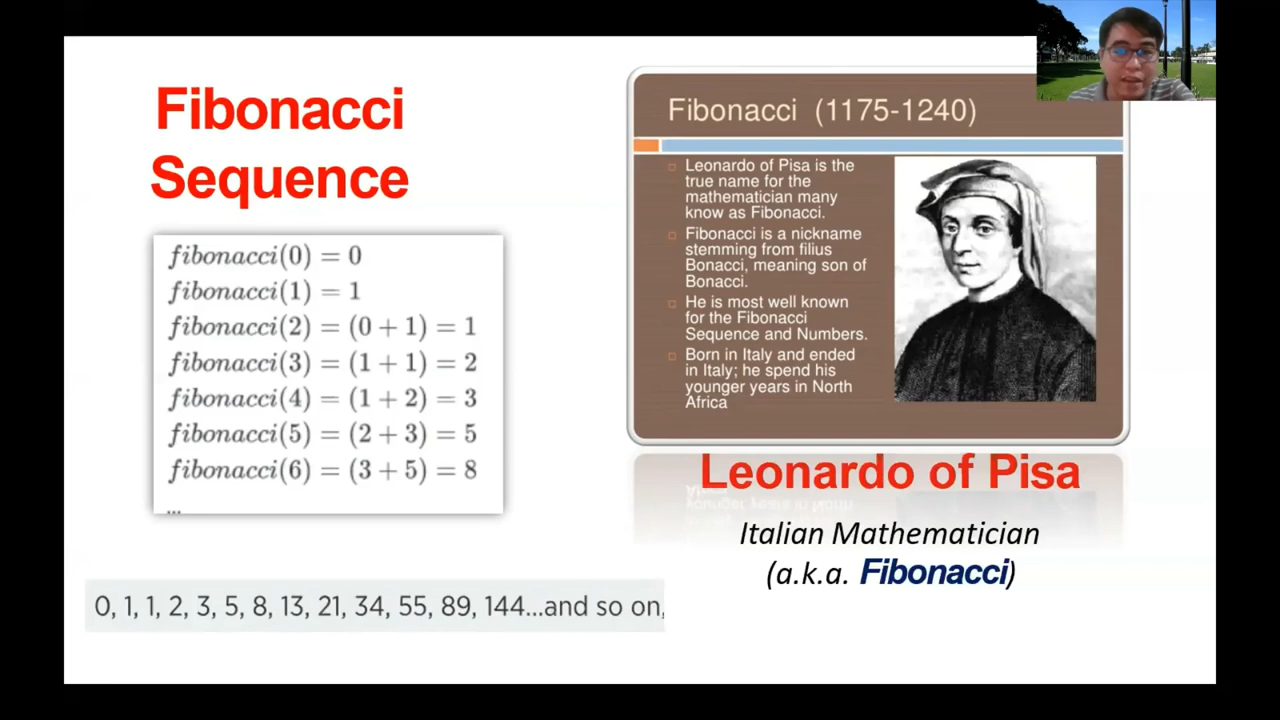 Fibonacci
Sequence
fibonacci(0) = 0
fibonacci(1) = 1
fibonacci(2) = (0 + 1) = 1
fibonacci(3) = (1 + 1) = 2
fibonacci(4) = (1 + 2) = 3
fibonacci(5) = (2 + 3) = 5
fibonacci(6) = (3 + 5) = 8
...
0, 1, 1, 2, 3, 5, 8, 13, 21, 34, 55, 89, 144...and so on,
Fibonacci (1175-1240)
Leonardo of Pisa is the
true name for the
mathematician many
know as Fibonacci.
Fibonacci is a nickname
stemming from filius
Bonacci, meaning son of
Bonacci.
He is most well known
for the Fibonacci
Sequence and Numbers.
Born in Italy and ended
in Italy; he spend his
younger years in North
Africa
Leonardo of Pisa
Italian Mathematician
(a.k.a. Fibonacci)